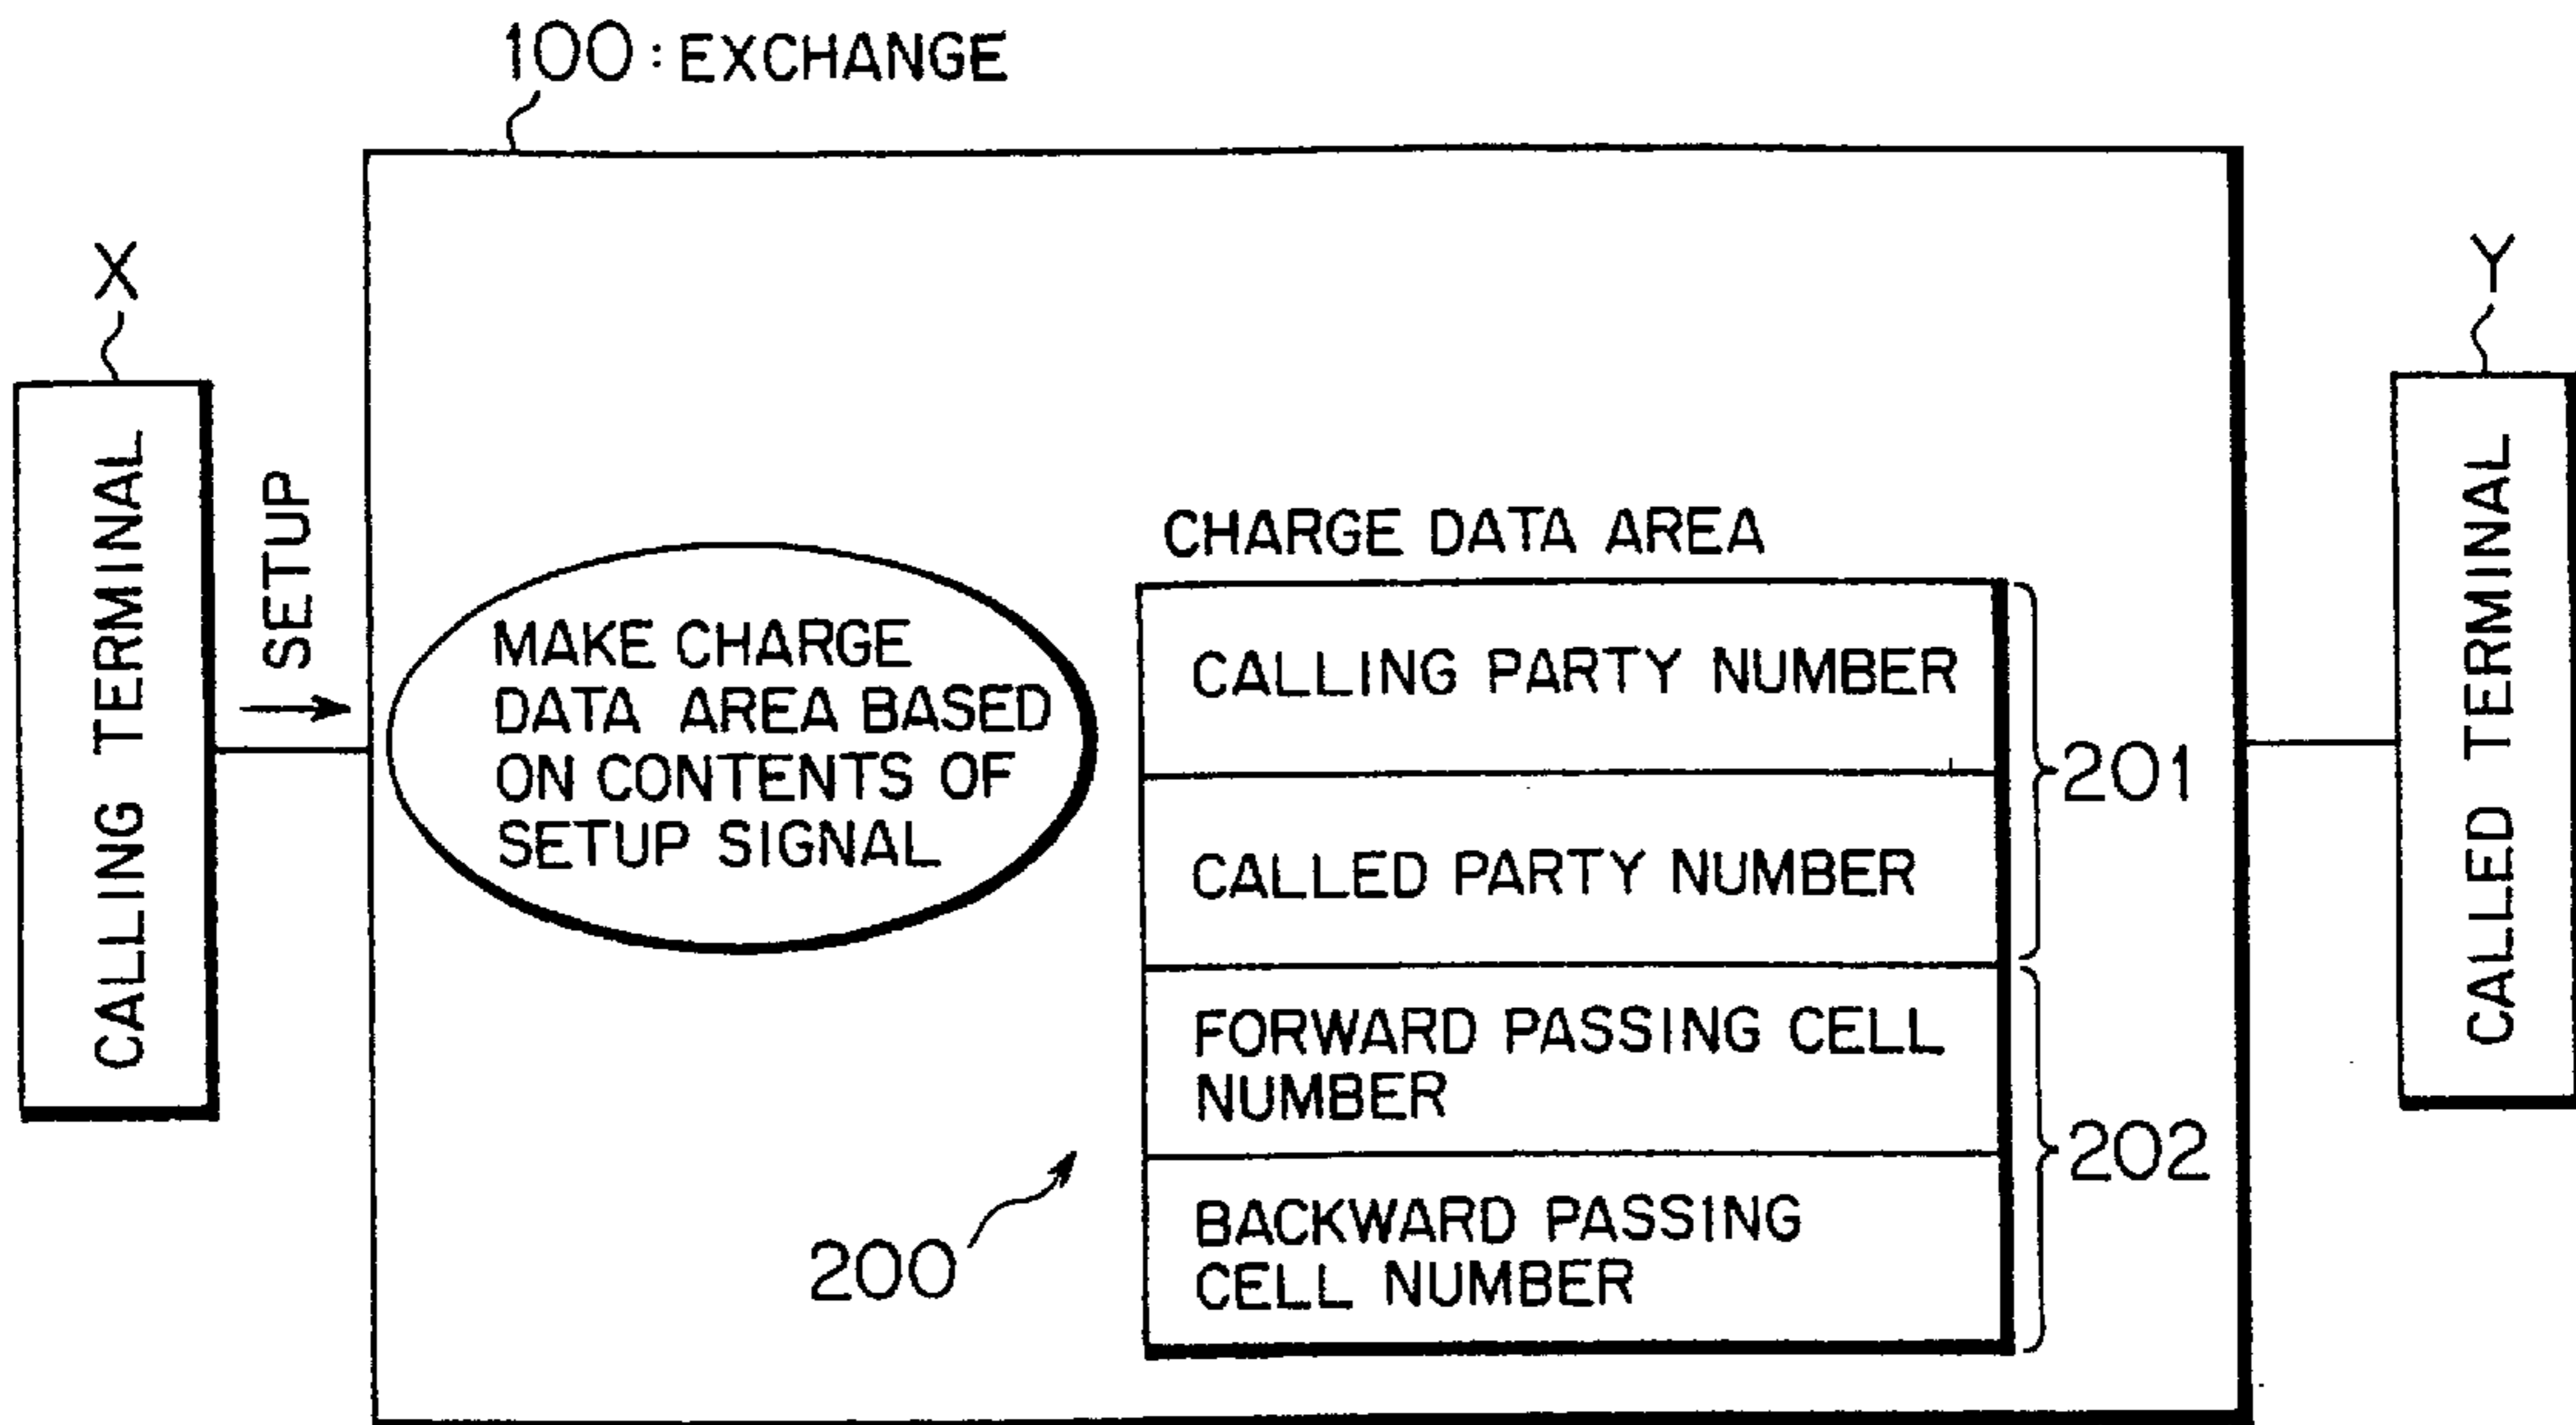 100: EXCHANGE
X
CALLING TERMINAL
SETUP
MAKE CHARGE
DATA AREA BASED
ON CONTENTS OF
SETUP SIGNAL
CHARGE DATA AREA
CALLING PARTY NUMBER
CALLED PARTY NUMBER
201
FORWARD PASSING CELL
NUMBER
BACKWARD PASSING
CELL NUMBER
202
200
Y
CALLED TERMINAL